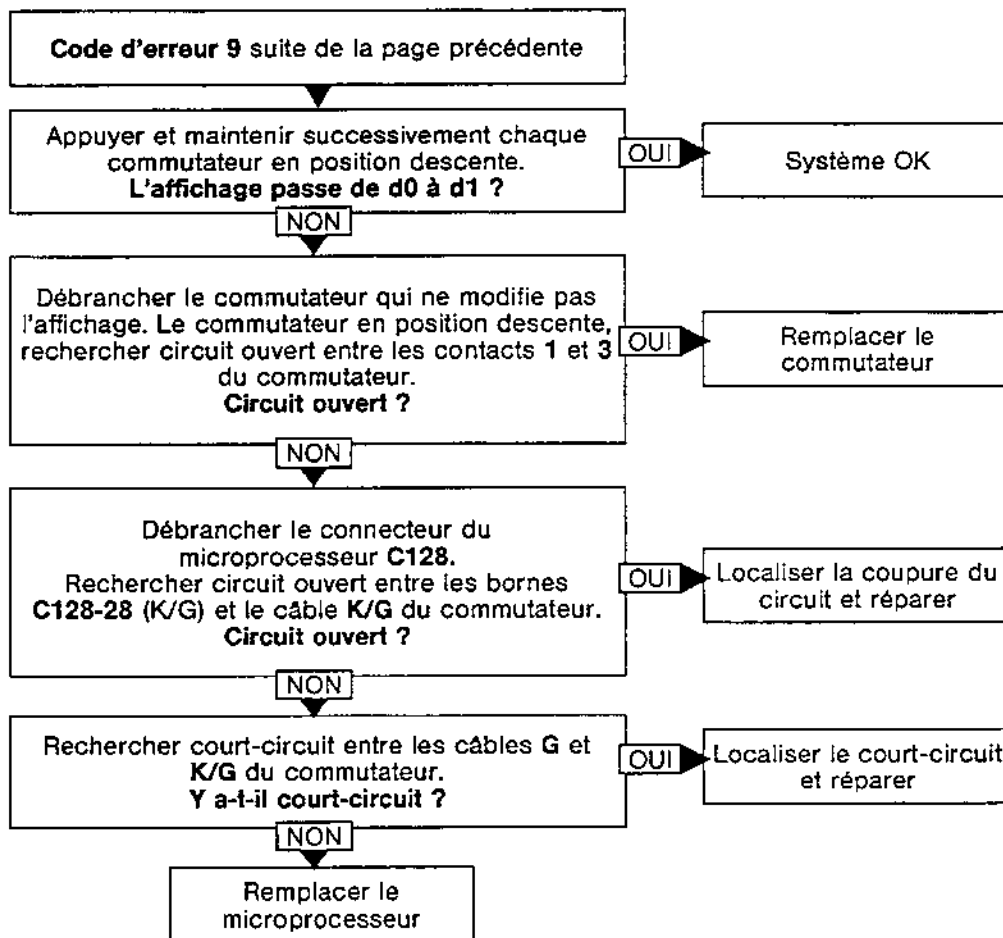 Code d'erreur 9 suite de la page précédente
Appuyer et maintenir successivement chaque
commutateur en position descente.
L'affichage passe de d0 à d1 ?
OUI
Système OK
NON
Débrancher le commutateur qui ne modifie pas
l'affichage. Le commutateur en position descente,
rechercher circuit ouvert entre les contacts 1 et 3
du commutateur.
Circuit ouvert ?
OUI
Remplacer le
commutateur
NON
Débrancher le connecteur du
microprocesseur C128.
Rechercher circuit ouvert entre les bornes
C128-28 (K/G) et le câble K/G du commutateur.
Circuit ouvert ?
OUI
Localiser la coupure du
circuit et réparer
NON
Rechercher court-circuit entre les câbles G et
K/G du commutateur.
Y a-t-il court-circuit ?
OUI
Localiser le court-circuit
et réparer
NON
Remplacer le
microprocesseur